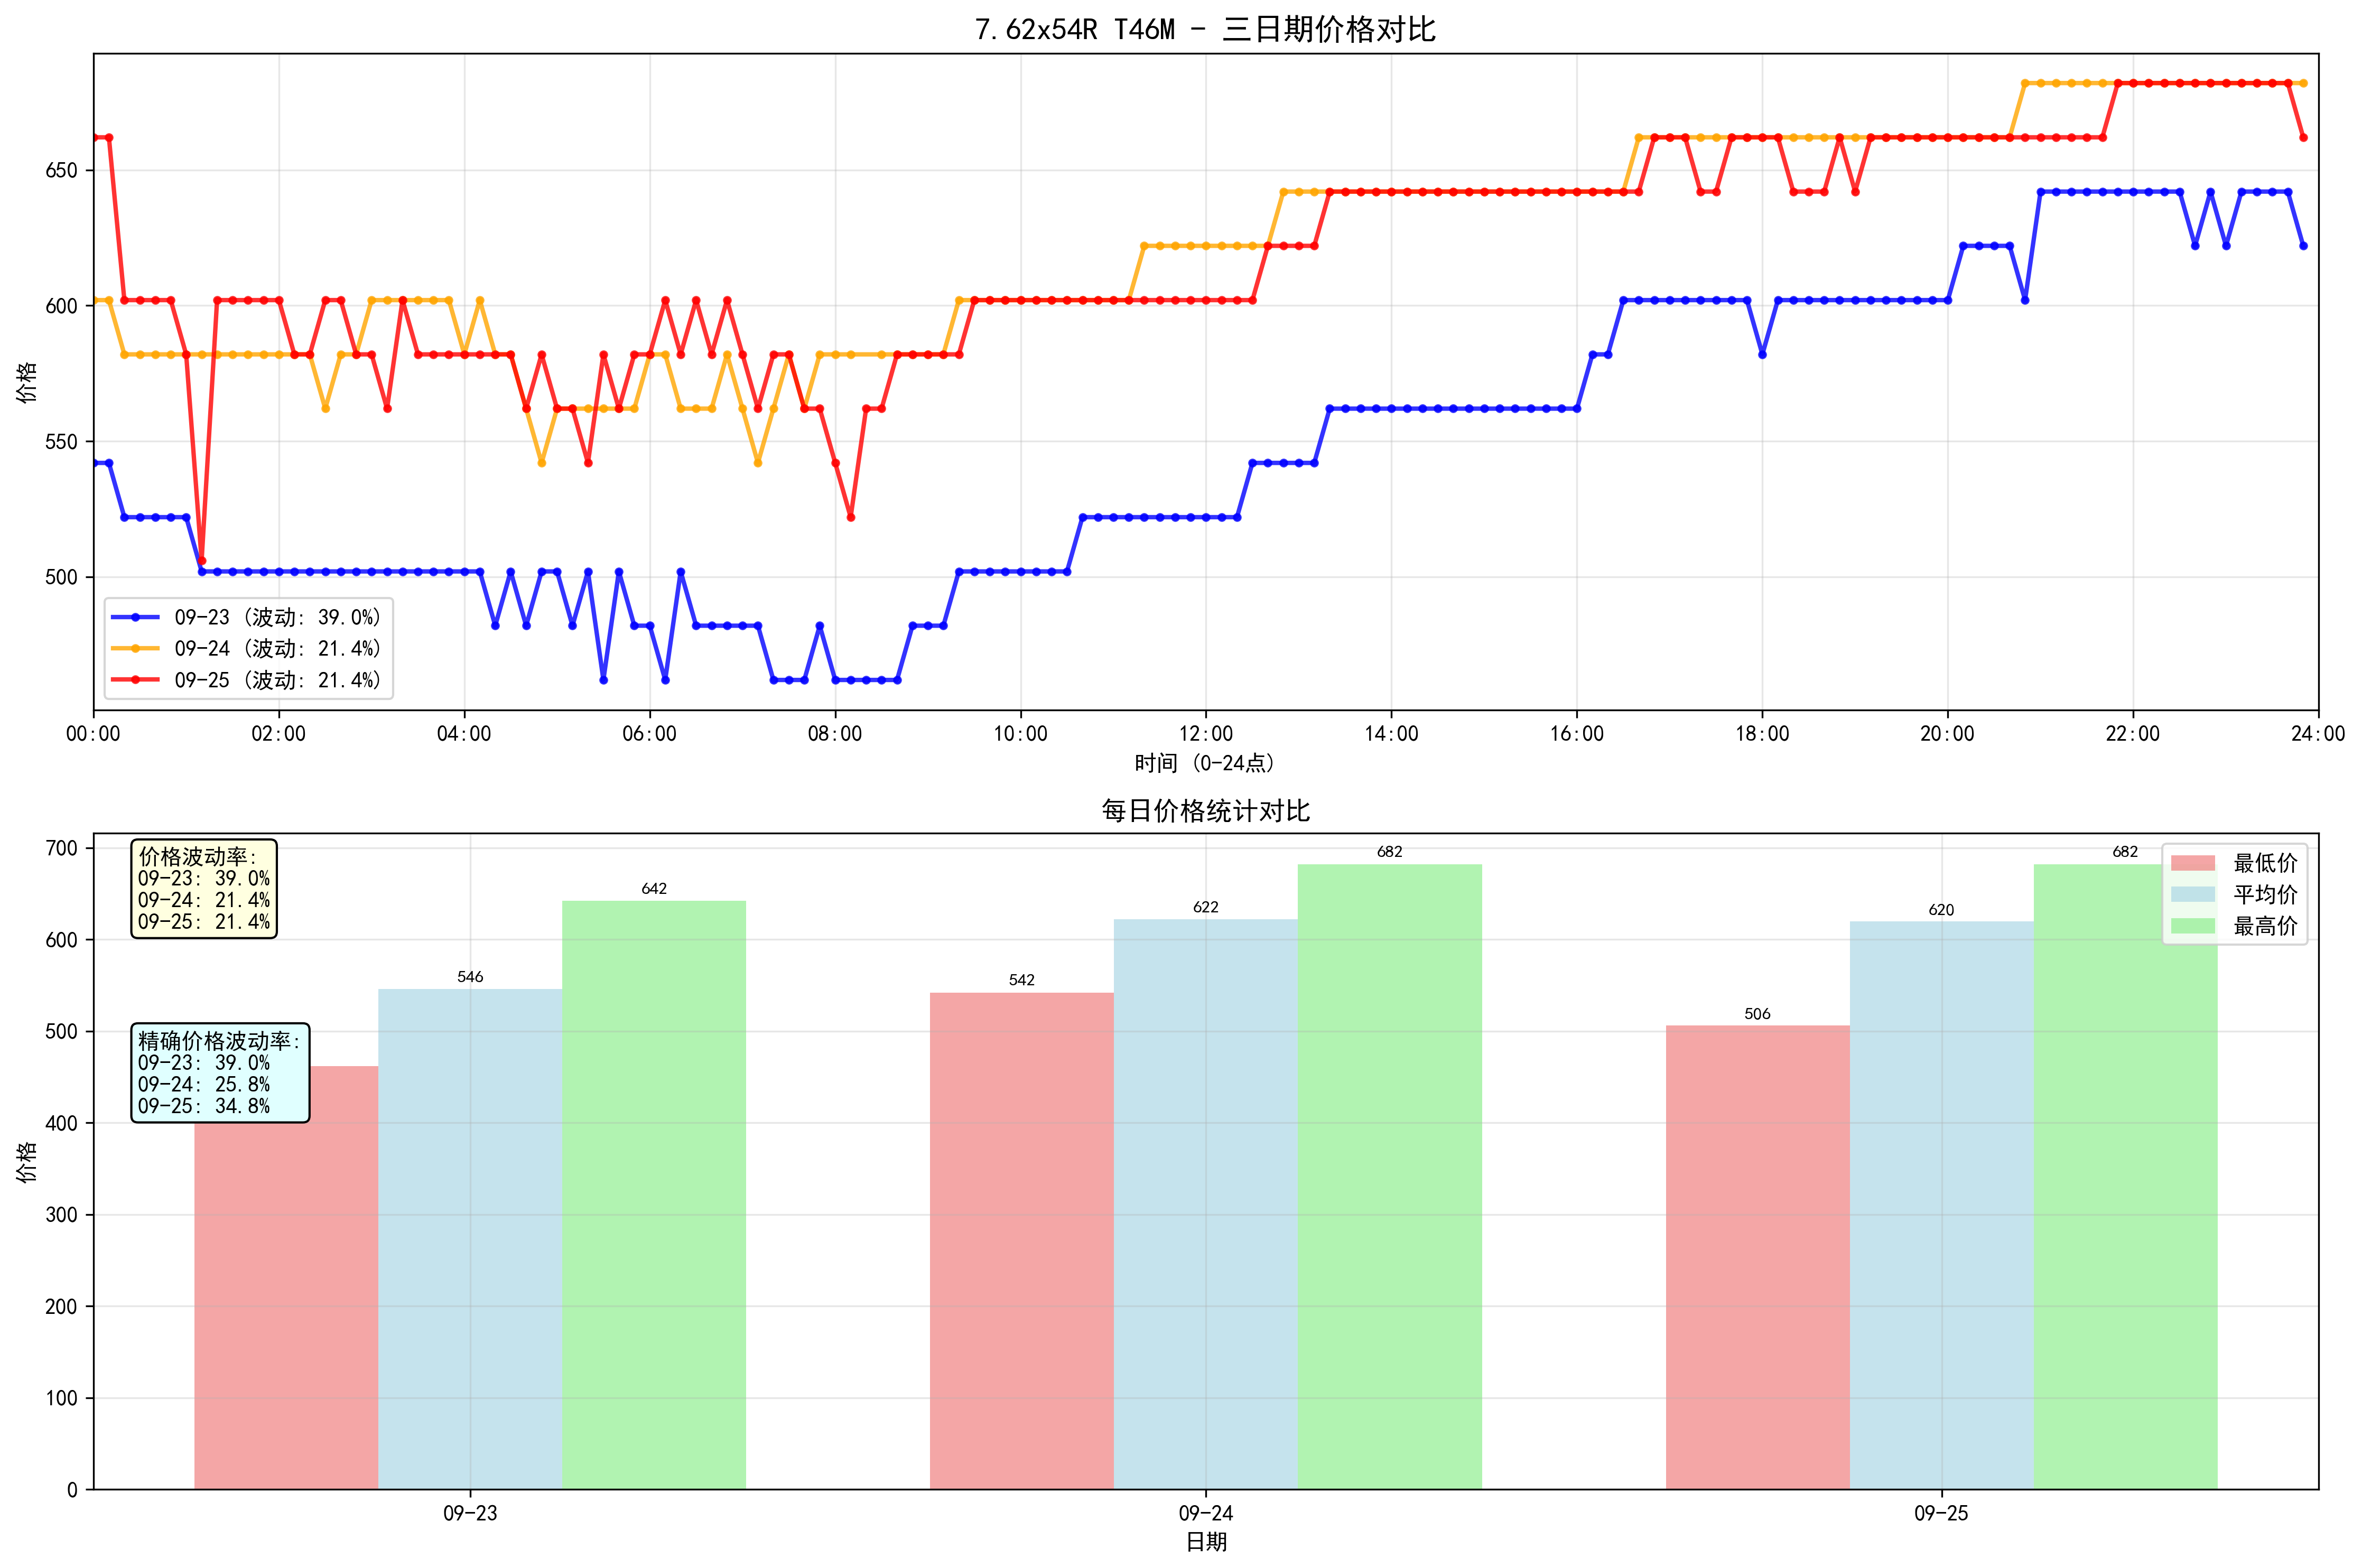 7.62x54R T46M - 三日期价格对比
价格
650
600
550
500
09-23 (波动: 39.0%)
09-24 (波动: 21.4%)
09-25 (波动: 21.4%)
00:00 02:00 04:00 06:00 08:00 10:00 12:00 14:00 16:00 18:00 20:00 22:00 24:00
时间 (0-24点)
每日价格统计对比
价格
700
600
500
400
300
200
100
0
价格波动率:
09-23: 39.0%
09-24: 21.4%
09-25: 21.4%
精确价格波动率:
09-23: 39.0%
09-24: 25.8%
09-25: 34.8%
546
642
542
622
682
506
620
682
最低价
平均价
最高价
09-23 09-24 09-25
日期